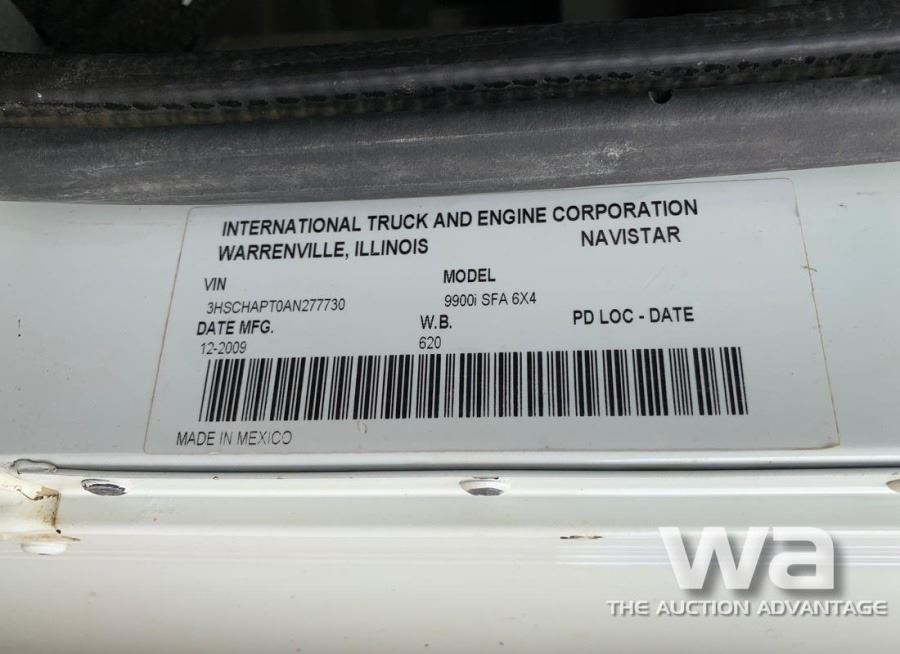 INTERNATIONAL TRUCK AND ENGINE CORPORATION
WARRENVILLE, ILLINOIS NAVISTAR
VIN MODEL
3HSCHAPT0AN277730 9900i SFA 6X4
DATE MFG. W.B. PD LOC - DATE
12-2009 620
MADE IN MEXICO
wa
THE AUCTION ADVANTAGE